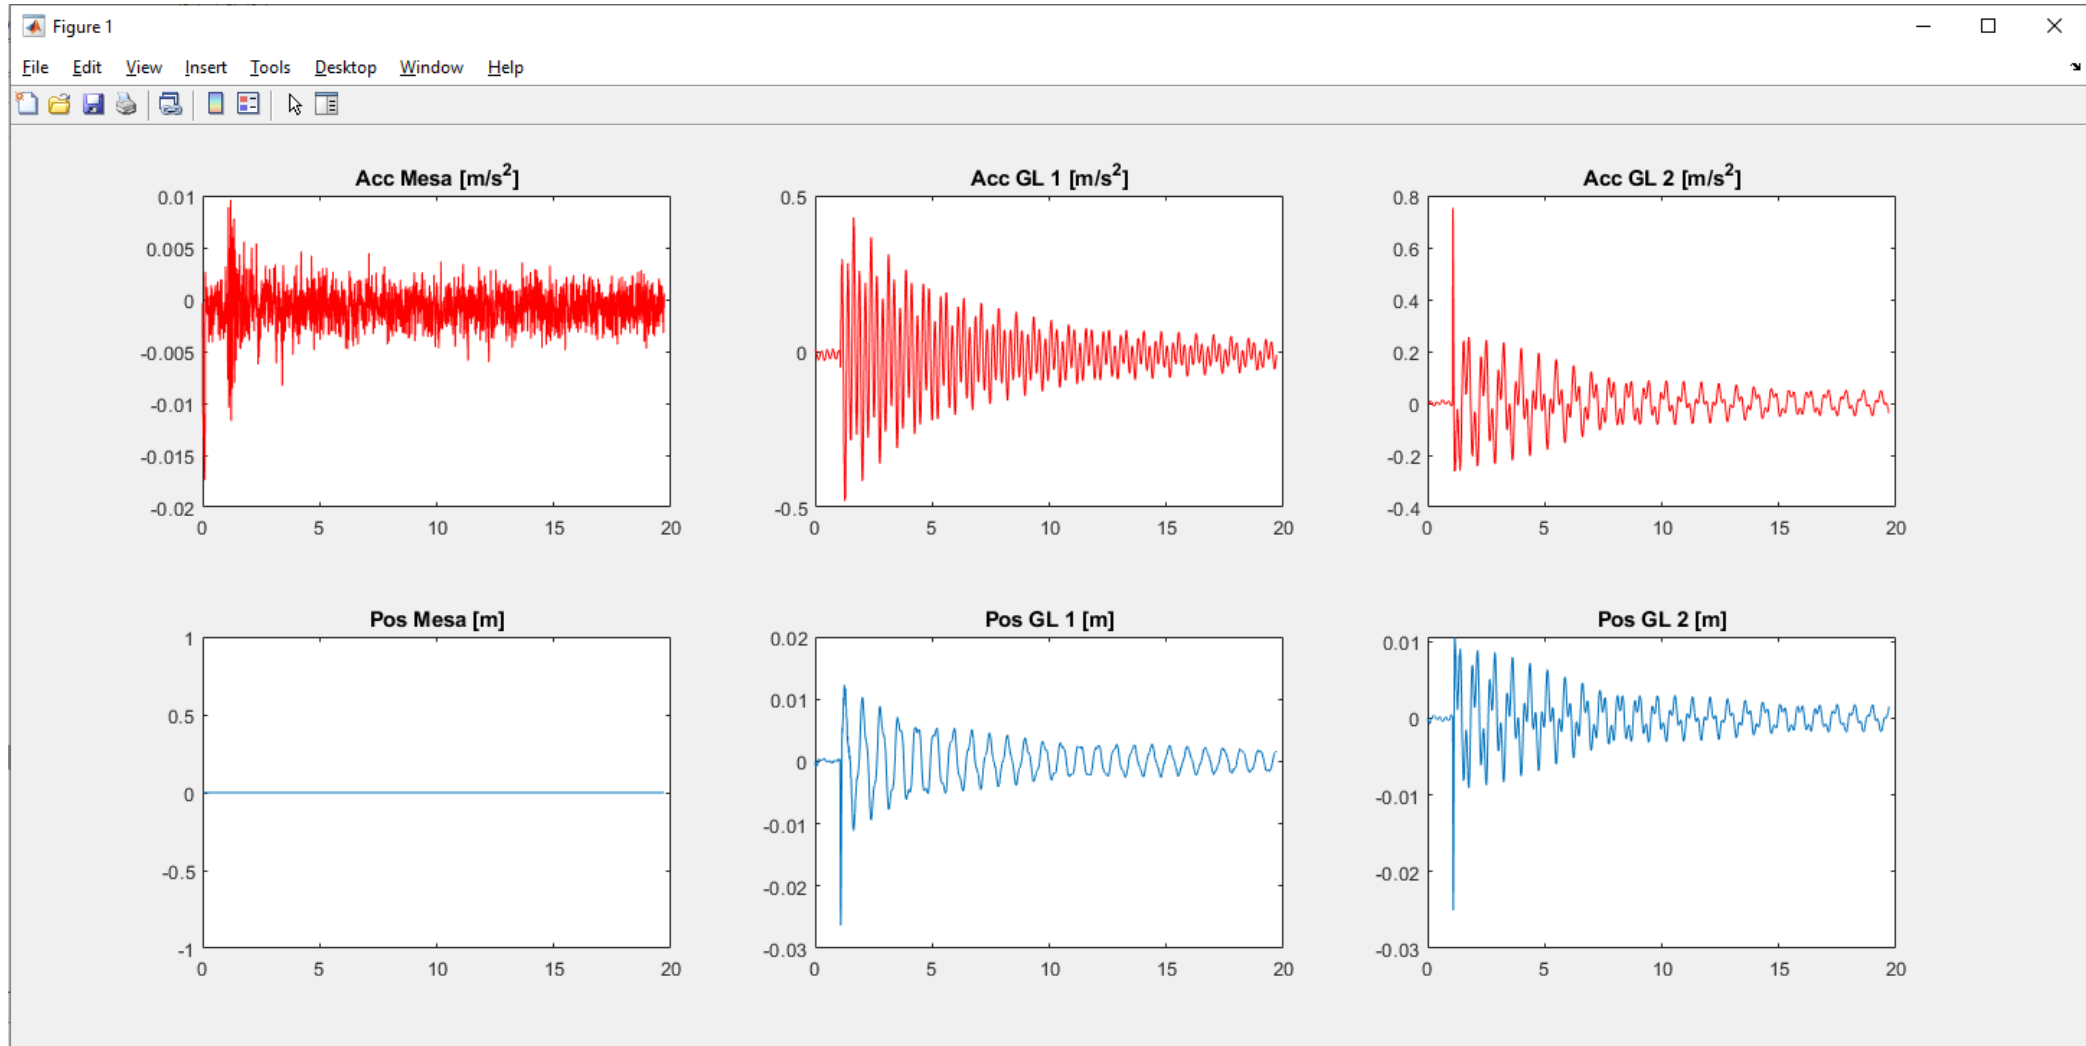 Figure 1
File Edit View Insert Tools Desktop Window Help
Acc Mesa [m/s²]
0.01
0.005
0
-0.005
-0.01
-0.015
-0.02
0 5 10 15 20
Acc GL 1 [m/s²]
0.5
0
-0.5
0 5 10 15 20
Acc GL 2 [m/s²]
0.8
0.6
0.4
0.2
0
-0.2
-0.4
0 5 10 15 20
Pos Mesa [m]
1
0.5
0
-0.5
-1
0 5 10 15 20
Pos GL 1 [m]
0.02
0.01
0
-0.01
-0.02
-0.03
0 5 10 15 20
Pos GL 2 [m]
0.01
0
-0.01
-0.02
-0.03
0 5 10 15 20